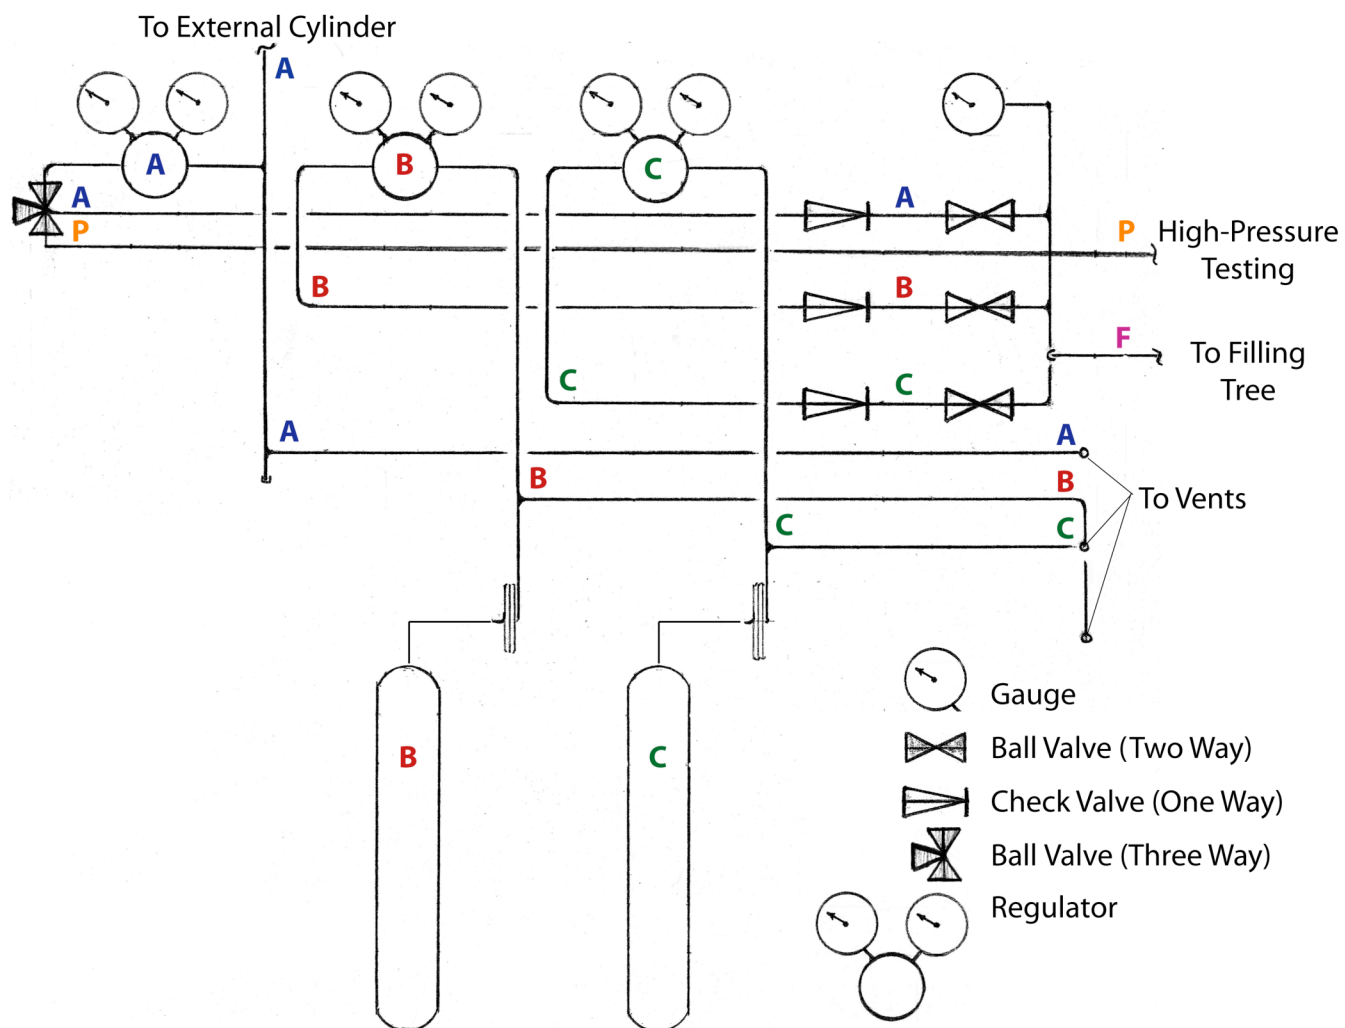 To External Cylinder
A
A
B
C
A
P
A
P
High-Pressure
Testing
B
B
F
To Filling
Tree
C
C
A
A
B
B
To Vents
C
C
Gauge
B
C
Ball Valve (Two Way)
Check Valve (One Way)
Ball Valve (Three Way)
Regulator